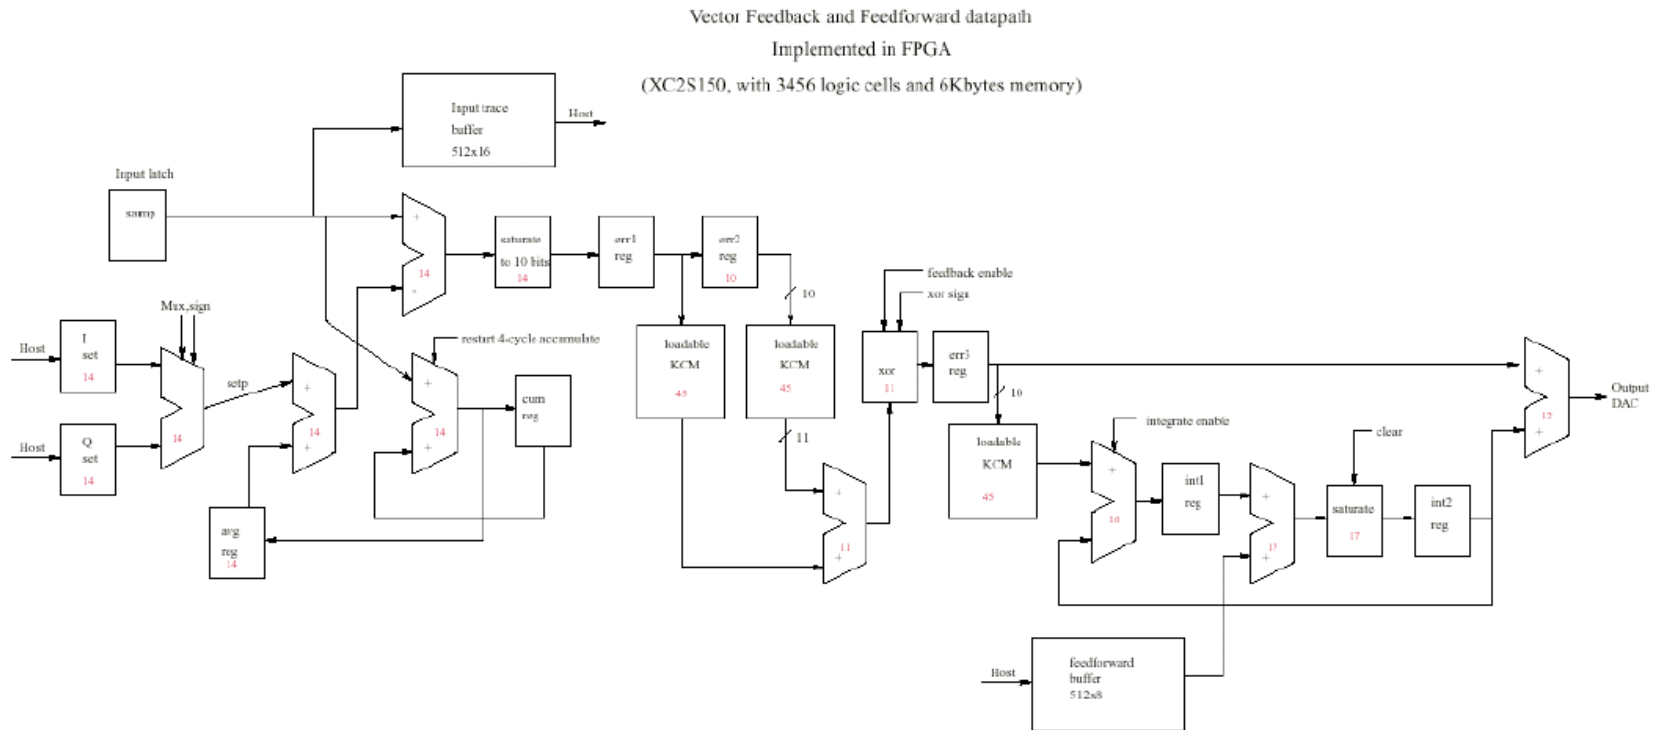 Vector Feedback and Feedforward datapath
Implemented in FPGA
(XC2S150, with 3456 logic cells and 6Kbytes memory)
Input trace
buffer
512x16
Host
Input latch
samp
+
-
14
saturate
to 10 bits
14
err1
reg
err2
reg
10
10
feedback enable
xor sign
Mux,sign
Host
I
set
14
Host
Q
set
14
14
setp
+
+
14
restart 4-cycle accumulate
+
+
14
cum
reg
avg
reg
14
loadable
KCM
45
loadable
KCM
45
11
+
+
11
xor
11
err3
reg
10
loadable
KCM
45
integrate enable
+
16
int1
reg
+
+
17
clear
saturate
17
int2
reg
+
+
12
Output
DAC
Host
feedforward
buffer
512x8